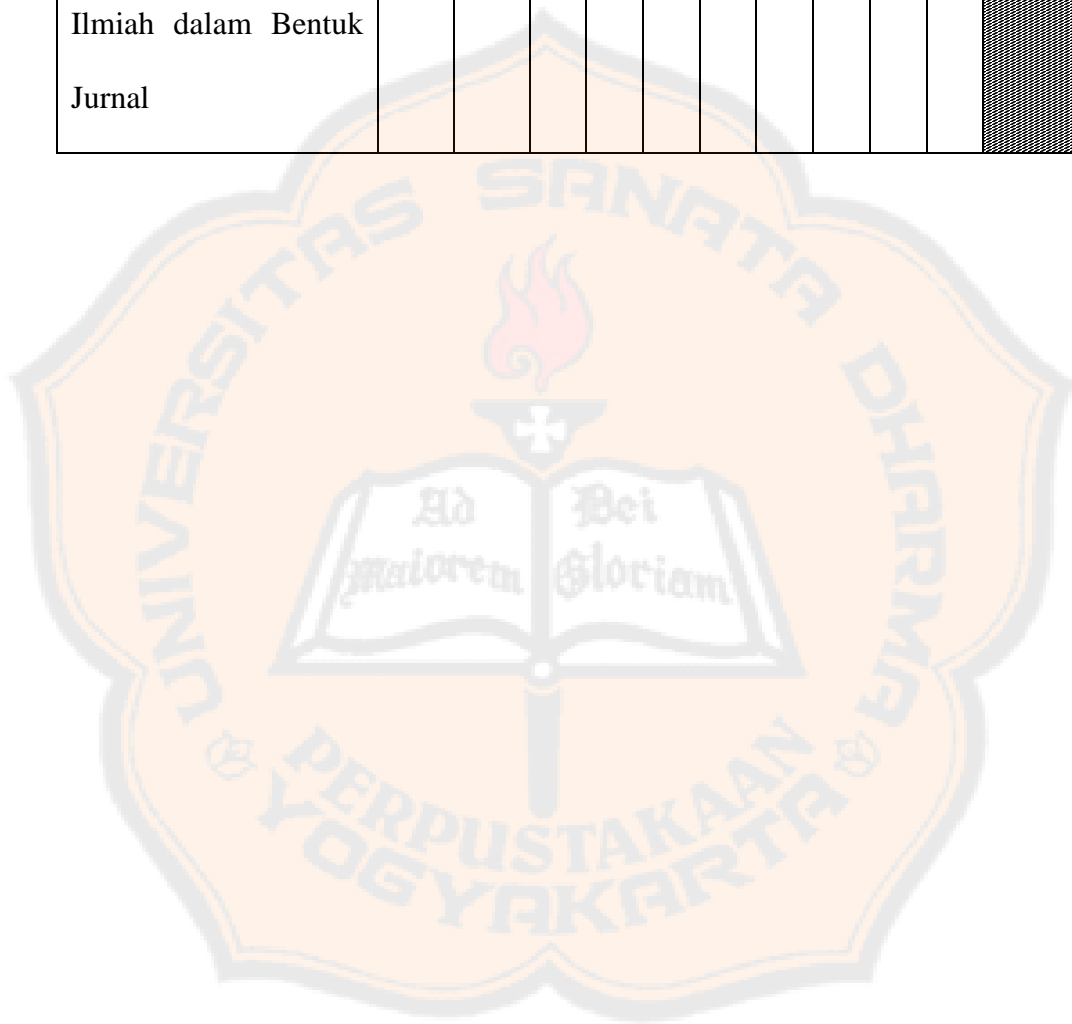 Ilmiah dalam Bentuk
Jurnal
UNIVERSITAS SANATA DHARMA
Ad
Maiorem
Dei
Gloriam
PERPUSTAKAAN
YOGYAKARTA